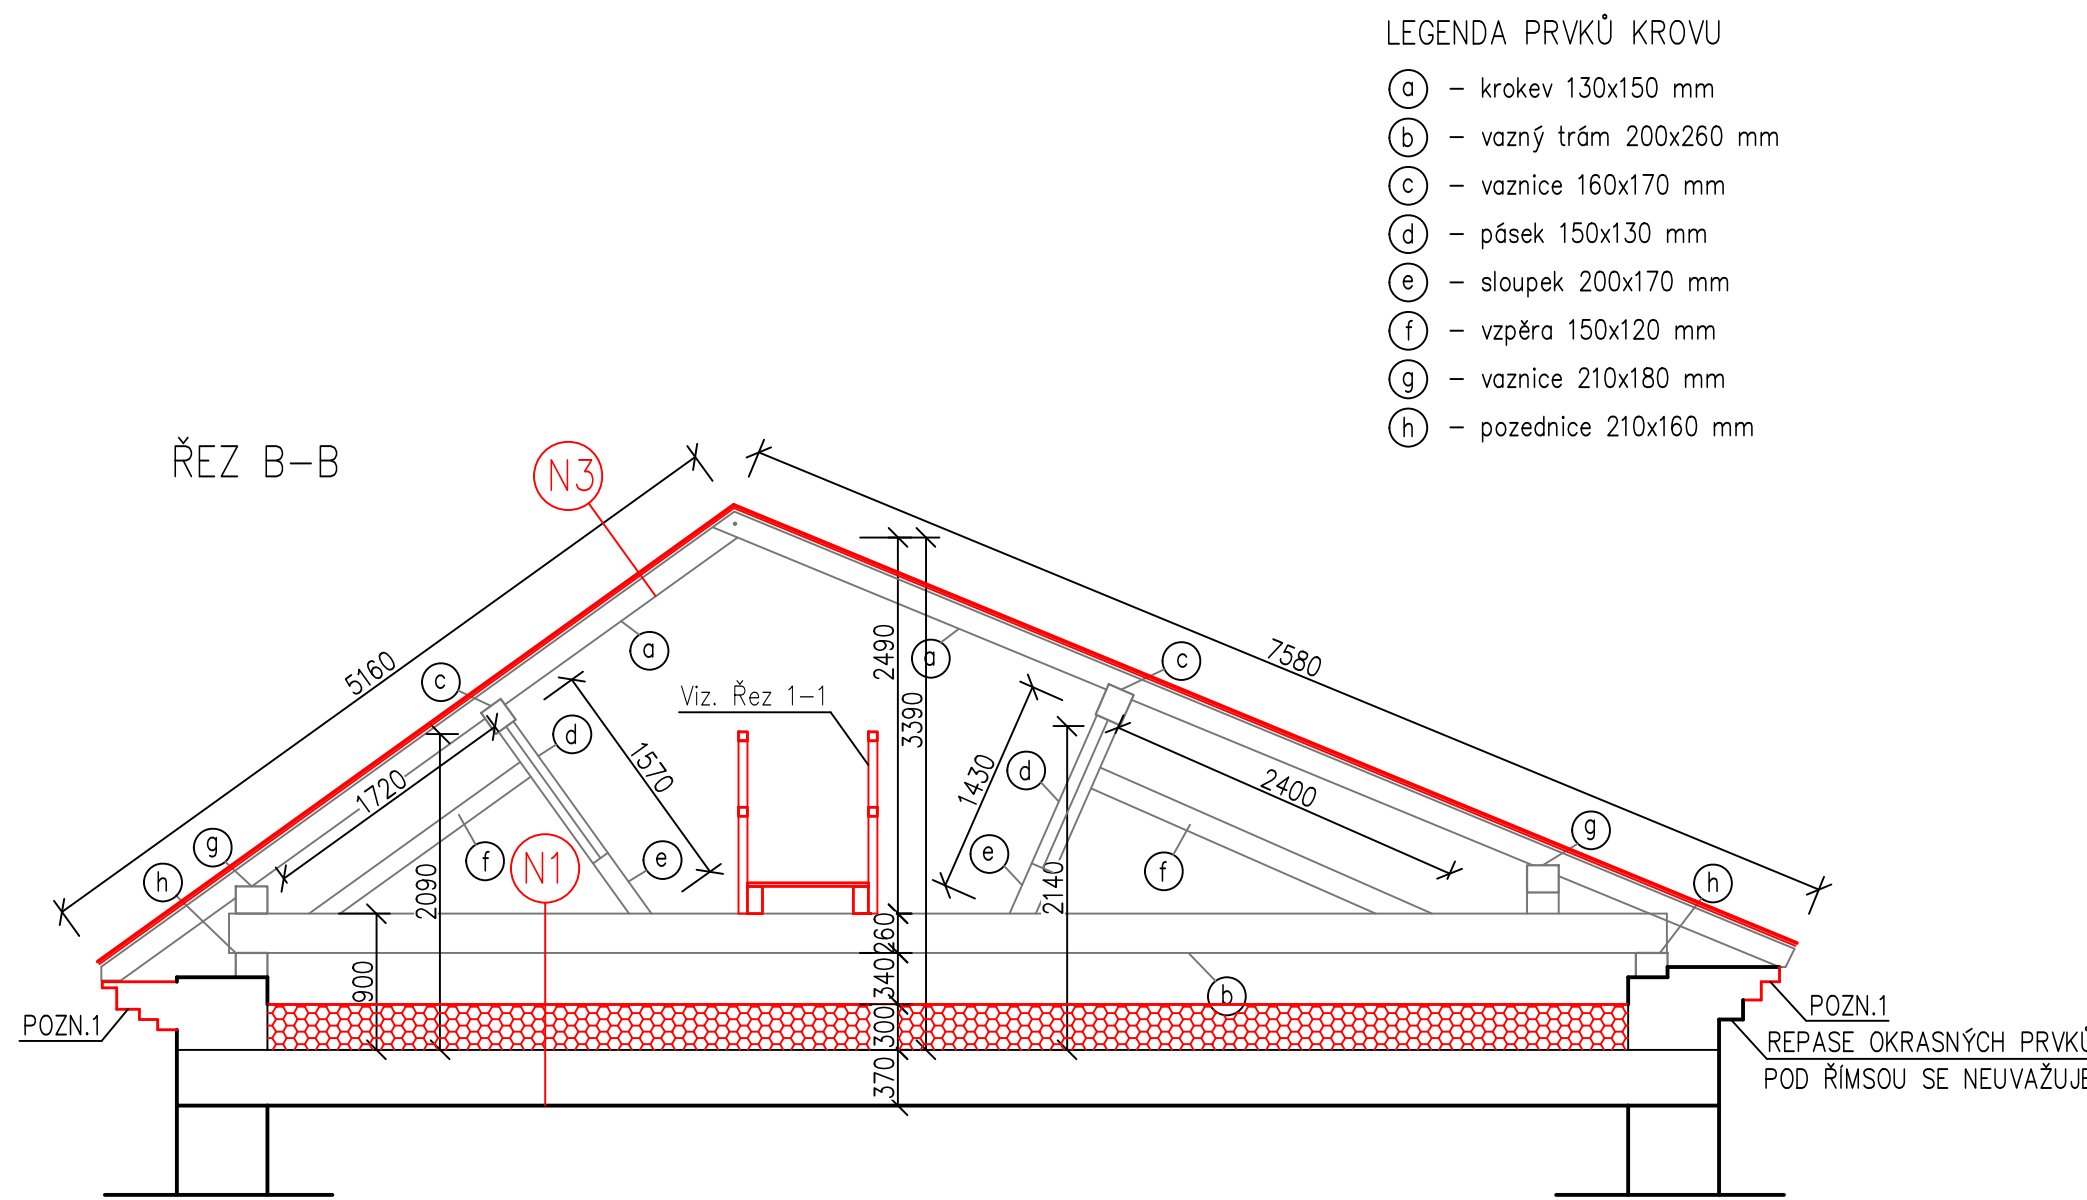 LEGENDA PRVKŮ KROVU
a – krokev 130x150 mm
b – vazný trám 200x260 mm
c – vaznice 160x170 mm
d – pásek 150x130 mm
e – sloupek 200x170 mm
f – vzpěra 150x120 mm
g – vaznice 210x180 mm
h – pozednice 210x160 mm
ŘEZ B–B
N3
5160
7580
a
a
c
c
2490
3390
Viz. Řez 1–1
d
d
1570
1430
1720
2400
g
g
h
h
f
f
e
e
N1
2090
2140
900
260
340
300
370
b
POZN.1
POZN.1
REPASE OKRASNÝCH PRVKŮ
POD ŘÍMSOU SE NEUVAŽUJE